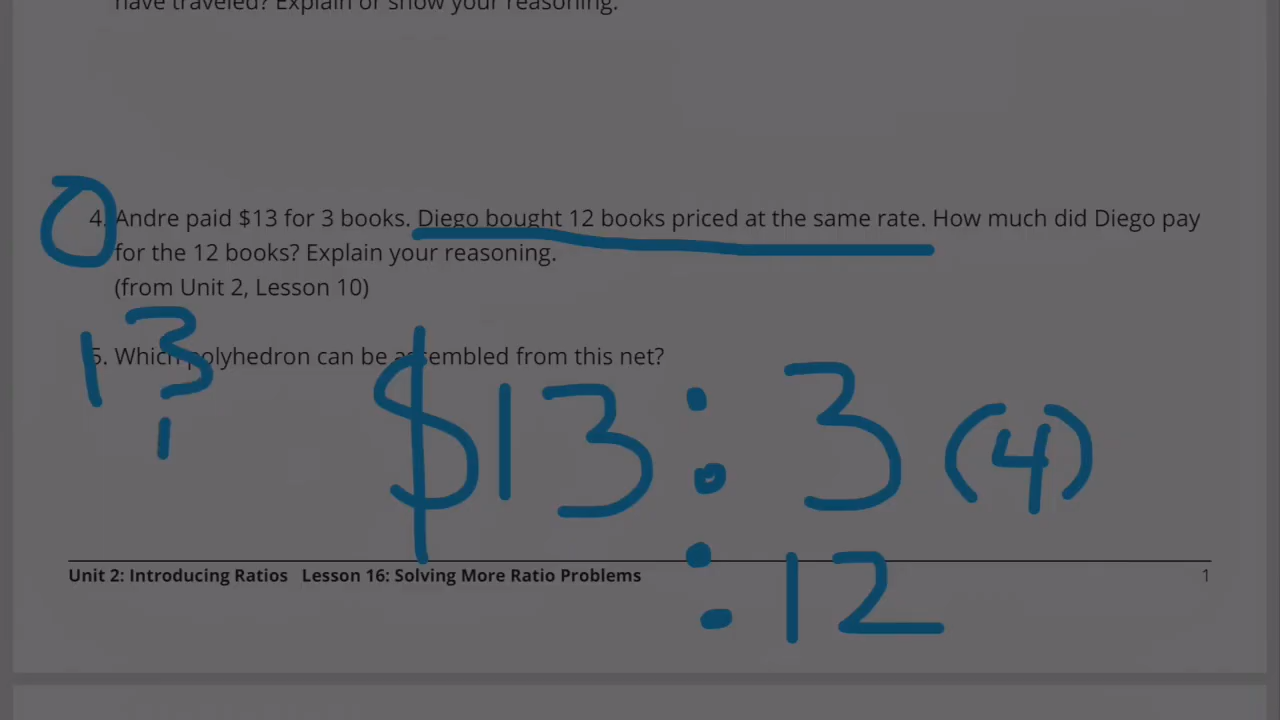 have traveled? Explain or show your reasoning.
4. Andre paid $13 for 3 books. Diego bought 12 books priced at the same rate. How much did Diego pay
for the 12 books? Explain your reasoning.
(from Unit 2, Lesson 10)
13
5. Which polyhedron can be assembled from this net?
$13 : 3 (4)
: 12
Unit 2: Introducing Ratios Lesson 16: Solving More Ratio Problems 1